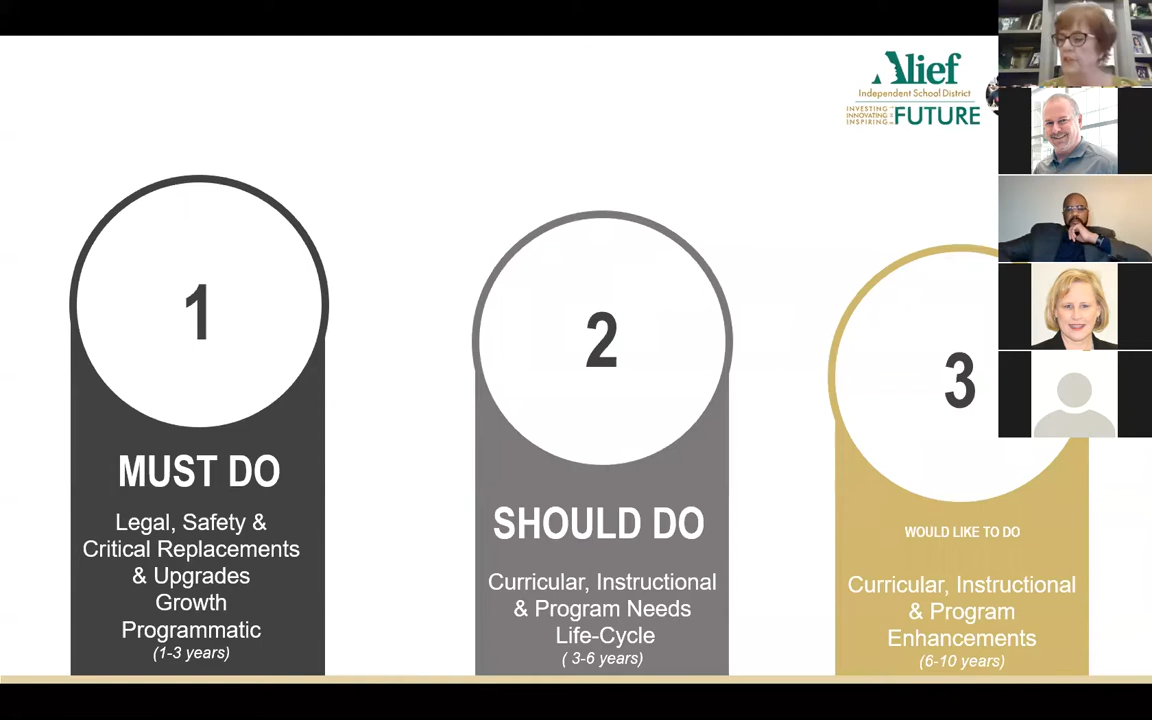 Alief
Independent School District
INVESTING
INNOVATING
INSPIRING
FUTURE
1
MUST DO
Legal, Safety &
Critical Replacements
& Upgrades
Growth
Programmatic
(1-3 years)
2
SHOULD DO
Curricular, Instructional
& Program Needs
Life-Cycle
( 3-6 years)
3
WOULD LIKE TO DO
Curricular, Instructional
& Program
Enhancements
(6-10 years)